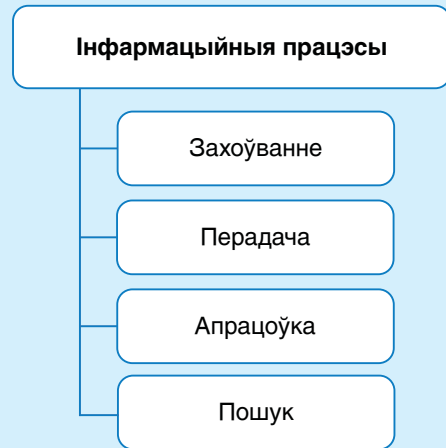 Інфармацыйныя працэсы
Захоўванне
Перадача
Апрацоўка
Пошук